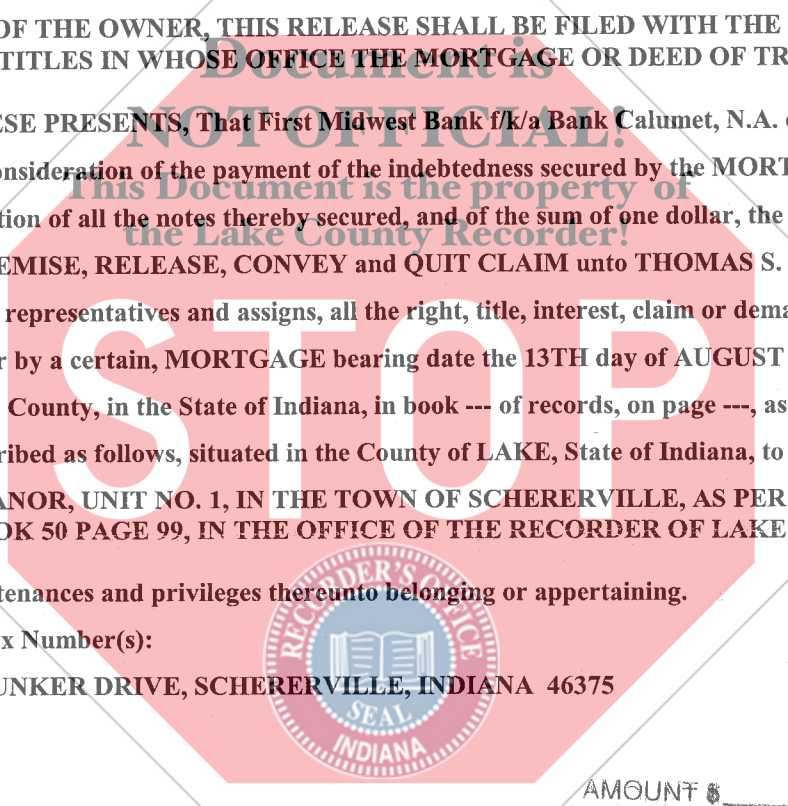 OF THE OWNER, THIS RELEASE SHALL BE FILED WITH THE
TITLES IN WHOSE OFFICE THE MORTGAGE OR DEED OF TR
Document is
ESE PRESENTS, That First Midwest Bank f/k/a Bank Calumet, N.A.
NOT OFFICIAL!
onsideration of the payment of the indebtedness secured by the MORT
This Document is the property of
tion of all the notes thereby secured, and of the sum of one dollar, the
the Lake County Recorder!
EMISE, RELEASE, CONVEY and QUIT CLAIM unto THOMAS S.
representatives and assigns, all the right, title, interest, claim or dema
r by a certain, MORTGAGE bearing date the 13TH day of AUGUST
County, in the State of Indiana, in book --- of records, on page ---, as
STOP
ribed as follows, situated in the County of LAKE, State of Indiana, to
ANOR, UNIT NO. 1, IN THE TOWN OF SCHERERVILLE, AS PER
OK 50 PAGE 99, IN THE OFFICE OF THE RECORDER OF LAKE
tenances and privileges thereunto belonging or appertaining.
x Number(s):
UNKER DRIVE, SCHERERVILLE, INDIANA 46375
RECORDER'S OFFICE
SEAL
INDIANA
AMOUNT $